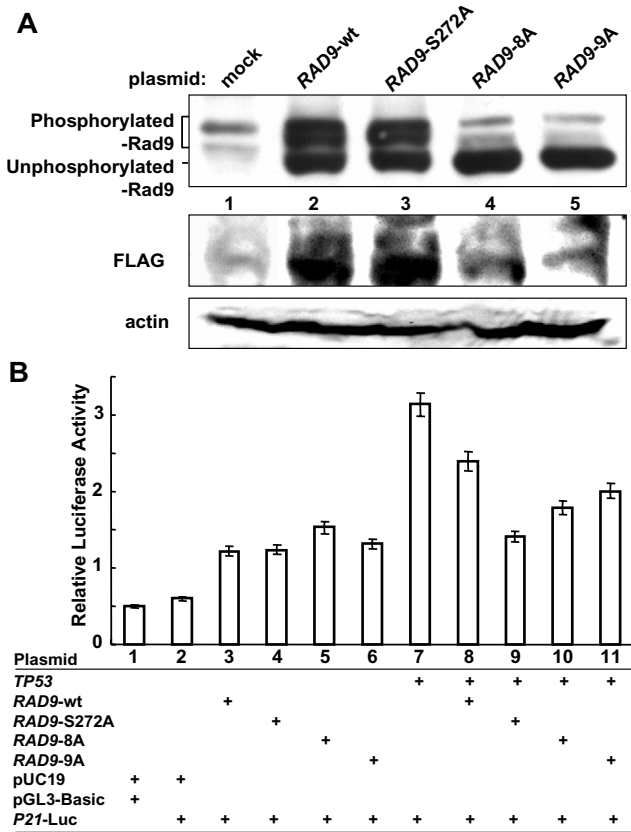 A
plasmid: mock RAD9-wt RAD9-S272A RAD9-8A RAD9-9A
Phosphorylated
-Rad9
Unphosphorylated
-Rad9
1 2 3 4 5
FLAG
actin
B
Relative Luciferase Activity
3
2
1
0
Plasmid 1 2 3 4 5 6 7 8 9 10 11
TP53 + + + + +
RAD9-wt + +
RAD9-S272A + +
RAD9-8A + +
RAD9-9A + +
pUC19 + +
pGL3-Basic +
P21-Luc + + + + + + + + + +